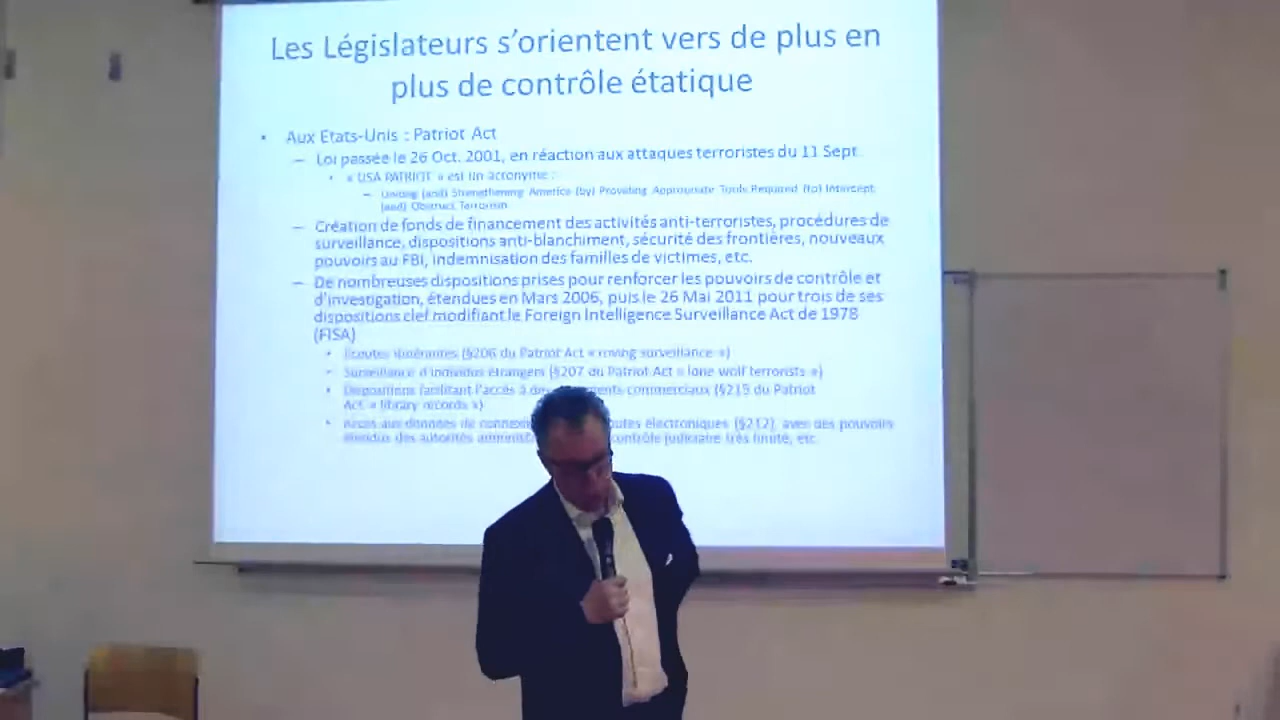 Les Législateurs s'orientent vers de plus en
plus de contrôle étatique
• Aux Etats-Unis : Patriot Act
– Loi passée le 26 Oct. 2001, en réaction aux attaques terroristes du 11 Sept.
• « USA PATRIOT » est un acronyme :
– Uniting (and) Strengthening America (by) Providing Appropriate Tools Required (to) Intercept
(and) Obstruct Terrorism
– Création de fonds de financement des activités anti-terroristes, procédures de
surveillance, dispositions anti-blanchiment, sécurité des frontières, nouveaux
pouvoirs au FBI, indemnisation des familles de victimes, etc.
– De nombreuses dispositions prises pour renforcer les pouvoirs de contrôle et
d'investigation, étendues en Mars 2006, puis le 26 Mai 2011 pour trois de ses
dispositions clef modifiant le Foreign Intelligence Surveillance Act de 1978
(FISA)
• Ecoutes itinérantes (§206 du Patriot Act « roving surveillance »)
• Surveillance d'individus étrangers (§207 du Patriot Act « lone wolf terrorists »)
• Dispositions facilitant l'accès à des ments commerciaux (§215 du Patriot
Act « library records »)
• Accès aux données de connexion outes électroniques (§212), avec des pouvoirs
étendus des autorités administ contrôle judiciaire très limité, etc.